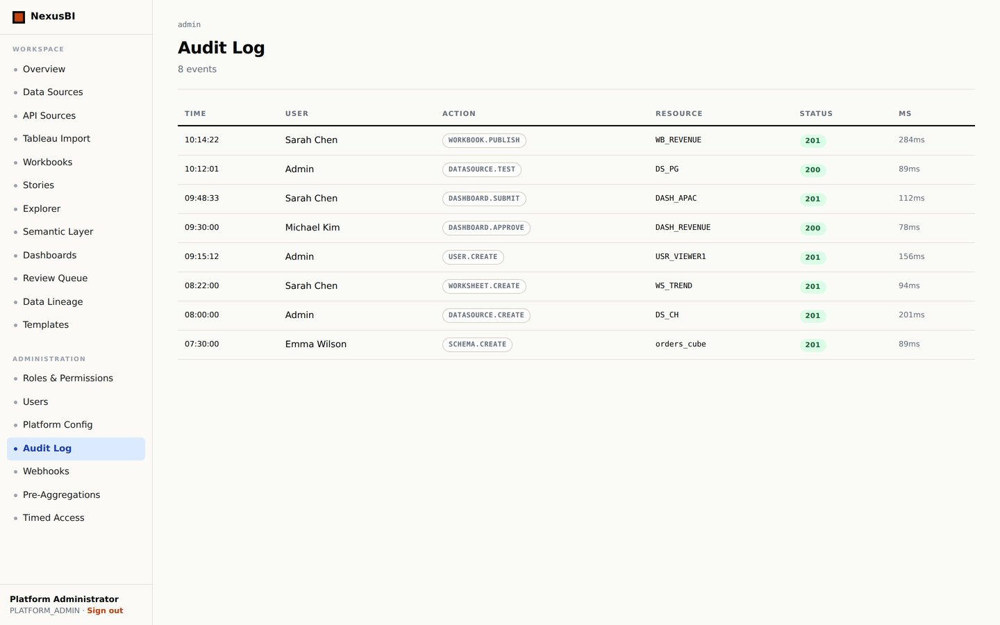 NexusBI
WORKSPACE
Overview
Data Sources
API Sources
Tableau Import
Workbooks
Stories
Explorer
Semantic Layer
Dashboards
Review Queue
Data Lineage
Templates
ADMINISTRATION
Roles & Permissions
Users
Platform Config
Audit Log
Webhooks
Pre-Aggregations
Timed Access
Platform Administrator
PLATFORM_ADMIN · Sign out
admin
Audit Log
8 events
TIME USER ACTION RESOURCE STATUS MS
10:14:22 Sarah Chen WORKBOOK.PUBLISH WB_REVENUE 201 284ms
10:12:01 Admin DATASOURCE.TEST DS_PG 200 89ms
09:48:33 Sarah Chen DASHBOARD.SUBMIT DASH_APAC 201 112ms
09:30:00 Michael Kim DASHBOARD.APPROVE DASH_REVENUE 200 78ms
09:15:12 Admin USER.CREATE USR_VIEWER1 201 156ms
08:22:00 Sarah Chen WORKSHEET.CREATE WS_TREND 201 94ms
08:00:00 Admin DATASOURCE.CREATE DS_CH 201 201ms
07:30:00 Emma Wilson SCHEMA.CREATE orders_cube 201 89ms